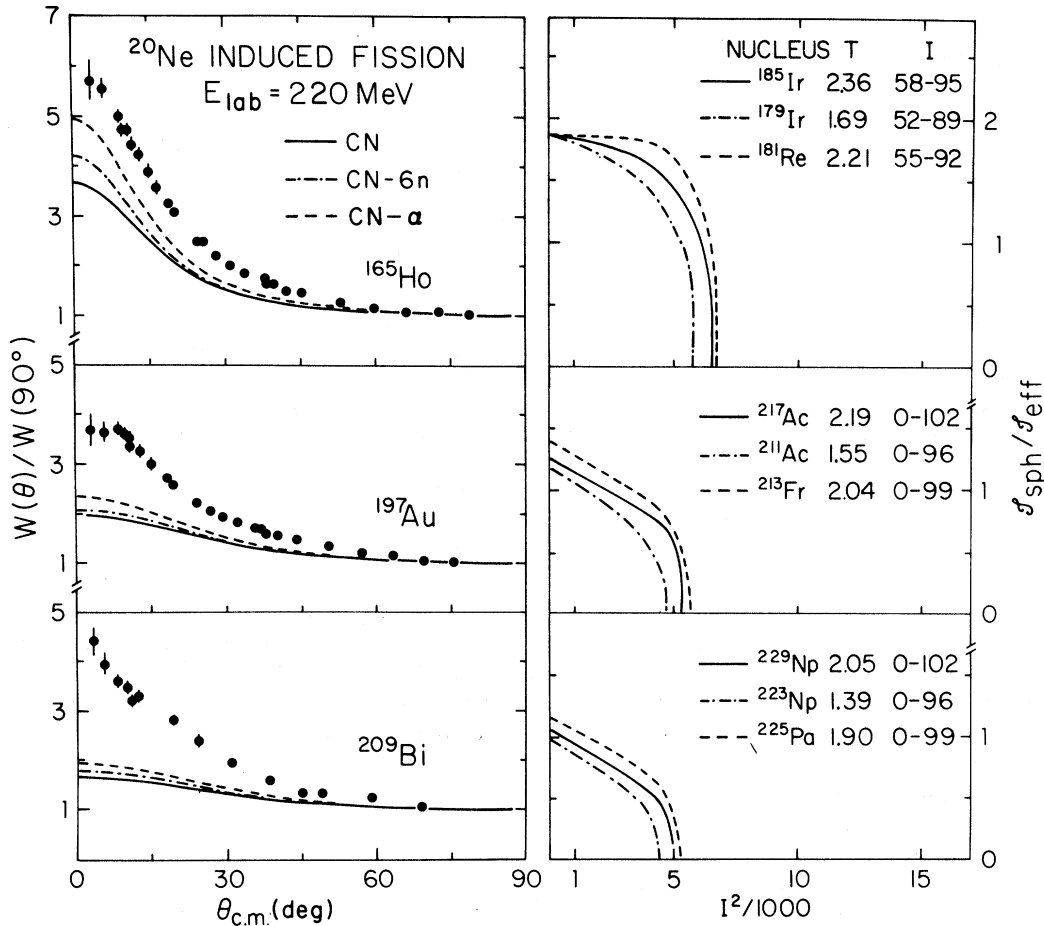 7
5
3
1
5
3
1
5
3
1
W(θ)/W(90°)
²⁰Ne INDUCED FISSION
E_lab = 220 MeV
CN
CN-6n
CN-α
¹⁶⁵Ho
¹⁹⁷Au
²⁰⁹Bi
0 30 60 90
θ_c.m. (deg)
NUCLEUS T I
¹⁸⁵Ir 2.36 58-95
¹⁷⁹Ir 1.69 52-89
¹⁸¹Re 2.21 55-92
²¹⁷Ac 2.19 0-102
²¹¹Ac 1.55 0-96
²¹³Fr 2.04 0-99
²²⁹Np 2.05 0-102
²²³Np 1.39 0-96
²²⁵Pa 1.90 0-99
2
1
0
1
0
1
0
ℐ_sph/ℐ_eff
1 5 10 15
I²/1000